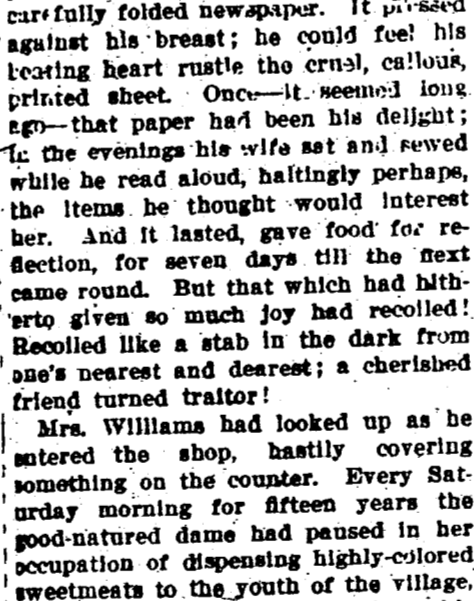 carefully folded newspaper. It pressed
against his breast; he could feel his
beating heart rustle the cruel, callous,
printed sheet. Once—it seemed long
ago—that paper had been his delight;
in the evenings his wife sat and sewed
while he read aloud, haltingly perhaps,
the items he thought would interest
her. And it lasted, gave food for re-
flection, for seven days till the next
came round. But that which had hith-
erto given so much joy had recoiled!
Recoiled like a stab in the dark from
one's nearest and dearest; a cherished
friend turned traitor!
Mrs. Williams had looked up as he
entered the shop, hastily covering
something on the counter. Every Sat-
urday morning for fifteen years the
good-natured dame had paused in her
occupation of dispensing highly-colored
sweetmeats to the youth of the village,